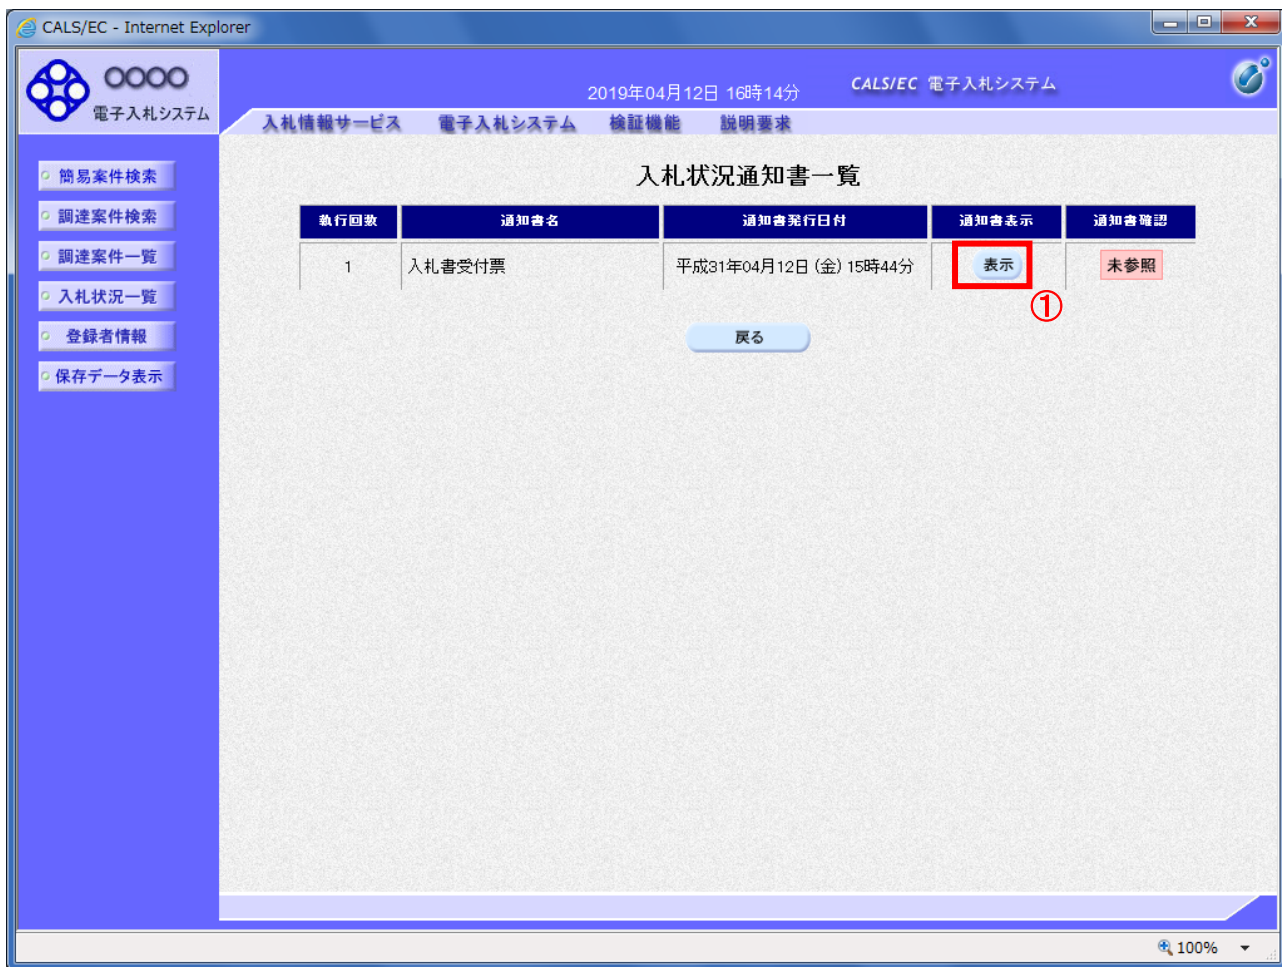 CALS/EC - Internet Explorer
〇〇〇〇
電子入札システム
2019年04月12日 16時14分
CALS/EC 電子入札システム
入札情報サービス 電子入札システム 検証機能 説明要求
簡易案件検索
調達案件検索
調達案件一覧
入札状況一覧
登録者情報
保存データ表示
入札状況通知書一覧
執行回数 通知書名 通知書発行日付 通知書表示 通知書確認
1 入札書受付票 平成31年04月12日(金) 15時44分 表示 未参照
①
戻る
100%